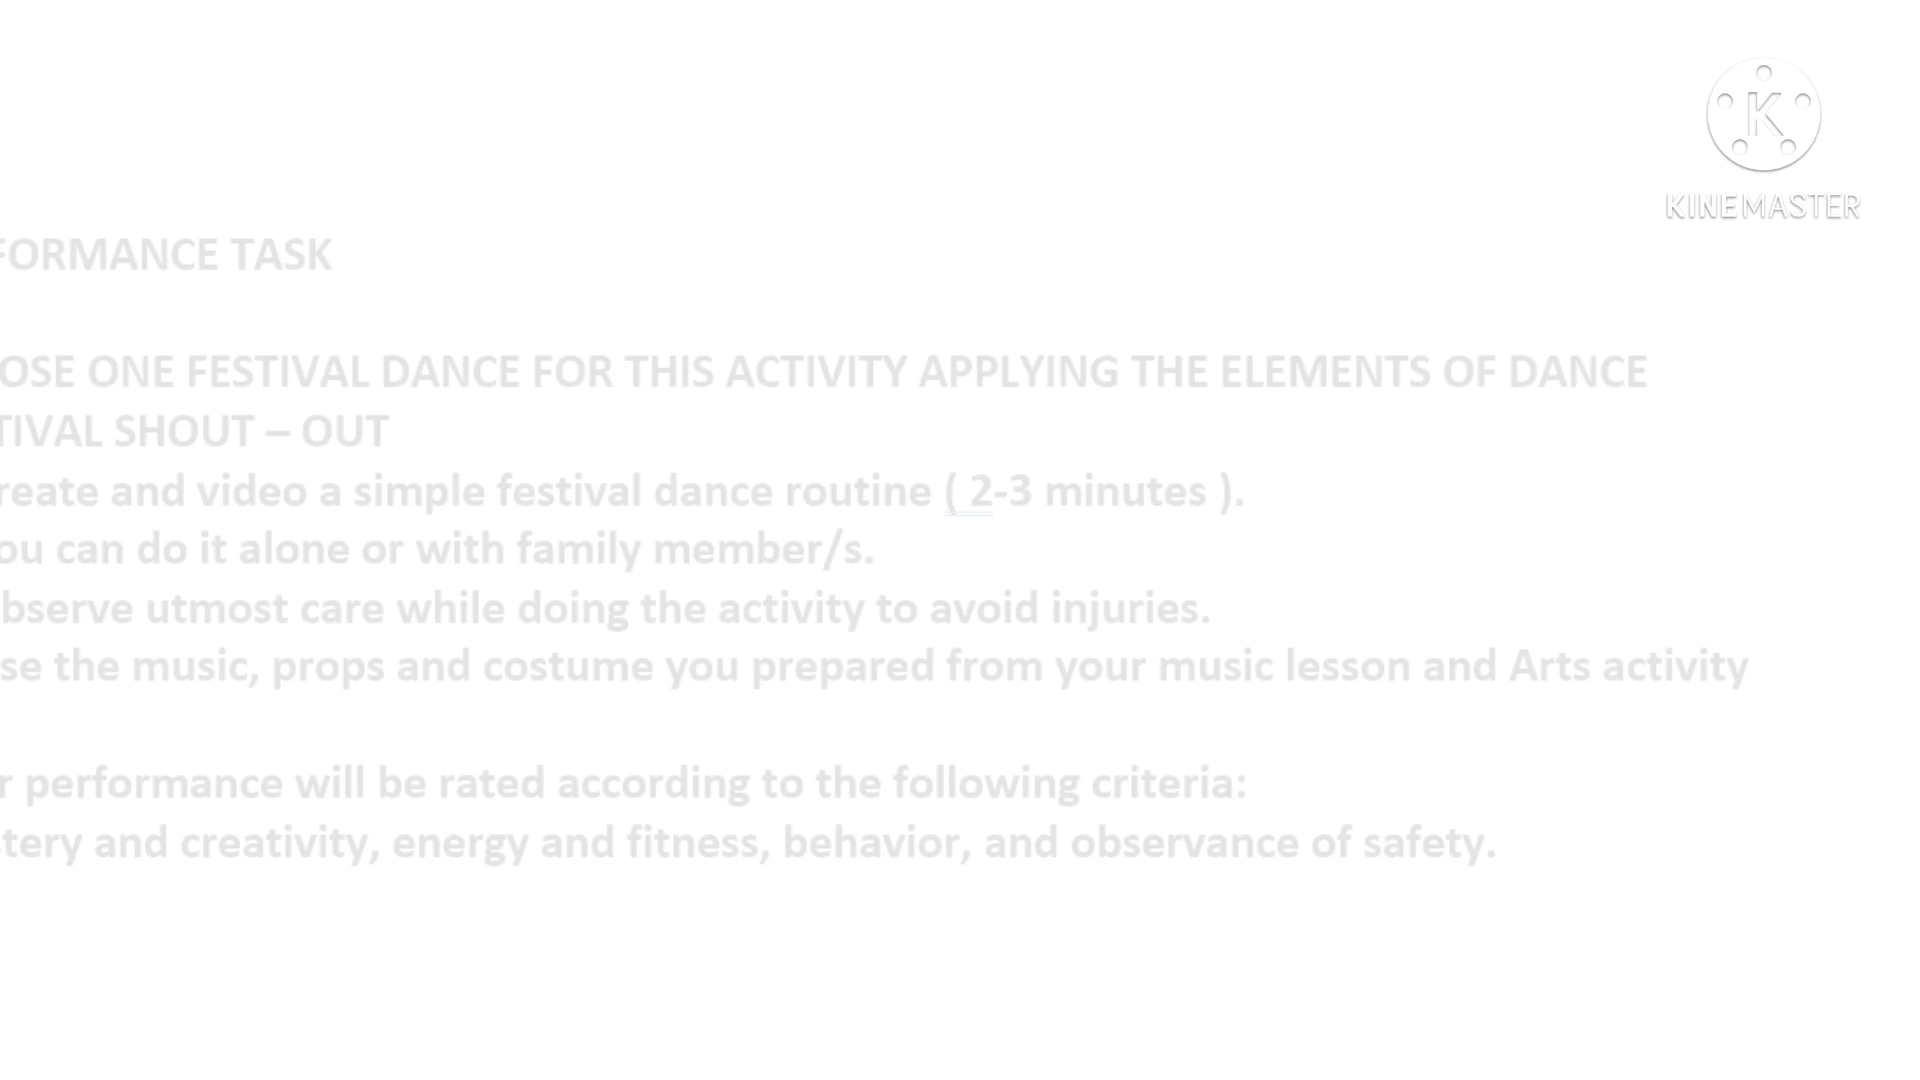 KINEMASTER
FORMANCE TASK
OSE ONE FESTIVAL DANCE FOR THIS ACTIVITY APPLYING THE ELEMENTS OF DANCE
TIVAL SHOUT – OUT
reate and video a simple festival dance routine ( 2-3 minutes ).
ou can do it alone or with family member/s.
bserve utmost care while doing the activity to avoid injuries.
se the music, props and costume you prepared from your music lesson and Arts activity
r performance will be rated according to the following criteria:
tery and creativity, energy and fitness, behavior, and observance of safety.